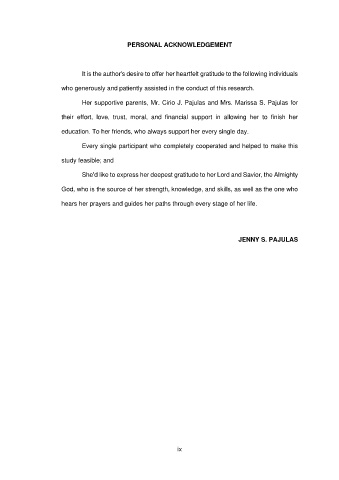 PERSONAL ACKNOWLEDGEMENT
It is the author's desire to offer her heartfelt gratitude to the following individuals
who generously and patiently assisted in the conduct of this research.
Her supportive parents, Mr. Cirio J. Pajulas and Mrs. Marissa S. Pajulas for
their effort, love, trust, moral, and financial support in allowing her to finish her
education. To her friends, who always support her every single day.
Every single participant who completely cooperated and helped to make this
study feasible; and
She'd like to express her deepest gratitude to her Lord and Savior, the Almighty
God, who is the source of her strength, knowledge, and skills, as well as the one who
hears her prayers and guides her paths through every stage of her life.
JENNY S. PAJULAS
ix